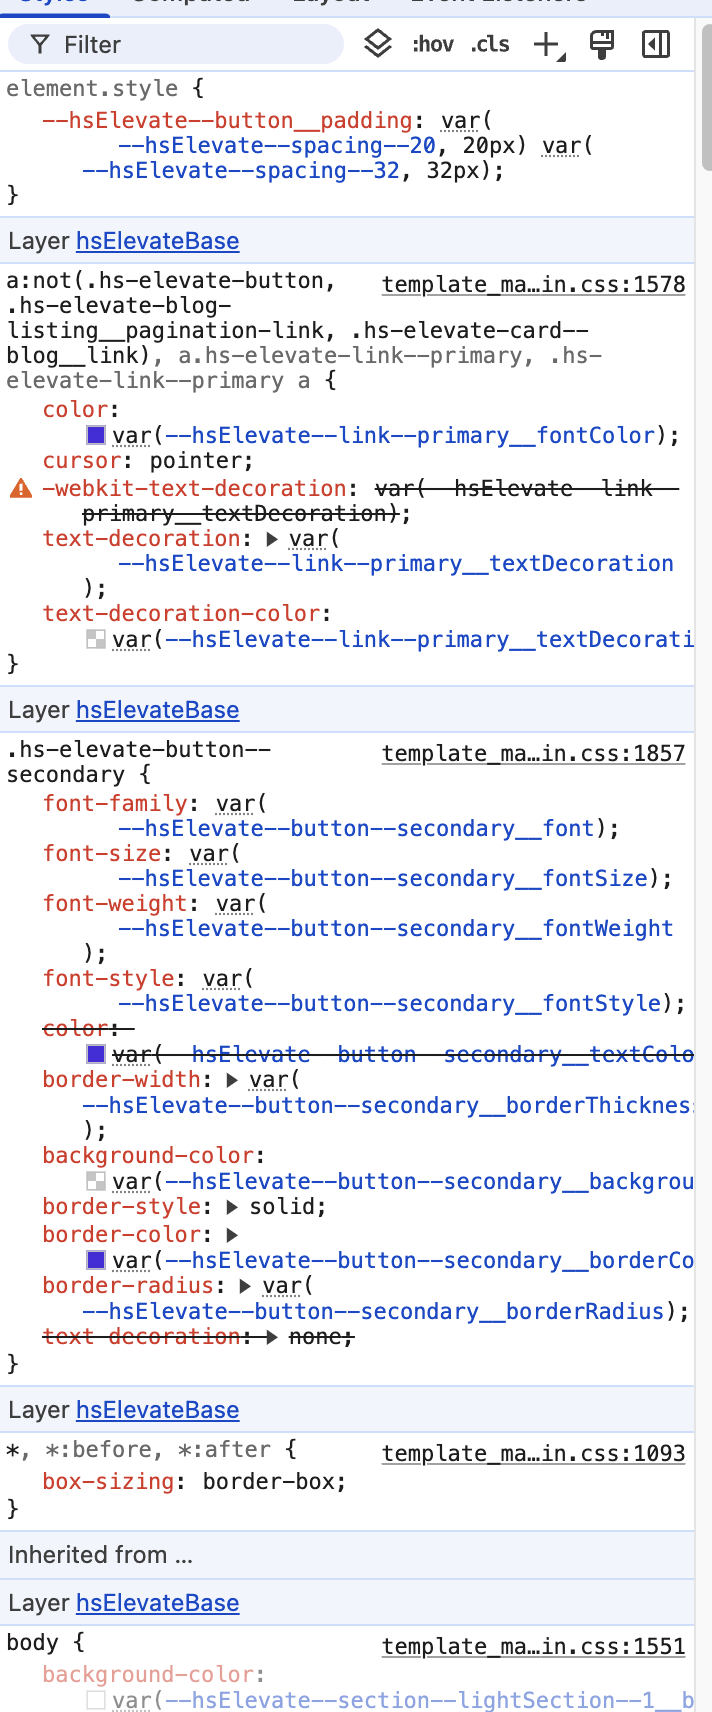 Styles Computed Layout Event Listeners
Filter :hov .cls
element.style {
--hsElevate--button__padding: var(
--hsElevate--spacing--20, 20px) var(
--hsElevate--spacing--32, 32px);
}
Layer hsElevateBase
a:not(.hs-elevate-button, template_ma…in.css:1578
.hs-elevate-blog-
listing__pagination-link, .hs-elevate-card--
blog__link), a.hs-elevate-link--primary, .hs-
elevate-link--primary a {
color:
var(--hsElevate--link--primary__fontColor);
cursor: pointer;
-webkit-text-decoration: var(--hsElevate--link--
primary__textDecoration);
text-decoration: var(
--hsElevate--link--primary__textDecoration
);
text-decoration-color:
var(--hsElevate--link--primary__textDecorati
}
Layer hsElevateBase
.hs-elevate-button-- template_ma…in.css:1857
secondary {
font-family: var(
--hsElevate--button--secondary__font);
font-size: var(
--hsElevate--button--secondary__fontSize);
font-weight: var(
--hsElevate--button--secondary__fontWeight
);
font-style: var(
--hsElevate--button--secondary__fontStyle);
color:
var(--hsElevate--button--secondary__textColo
border-width: var(
--hsElevate--button--secondary__borderThicknes
);
background-color:
var(--hsElevate--button--secondary__backgrou
border-style: solid;
border-color:
var(--hsElevate--button--secondary__borderCo
border-radius: var(
--hsElevate--button--secondary__borderRadius);
text-decoration: none;
}
Layer hsElevateBase
*, *:before, *:after { template_ma…in.css:1093
box-sizing: border-box;
}
Inherited from ...
Layer hsElevateBase
body { template_ma…in.css:1551
background-color:
var(--hsElevate--section--lightSection--1__b